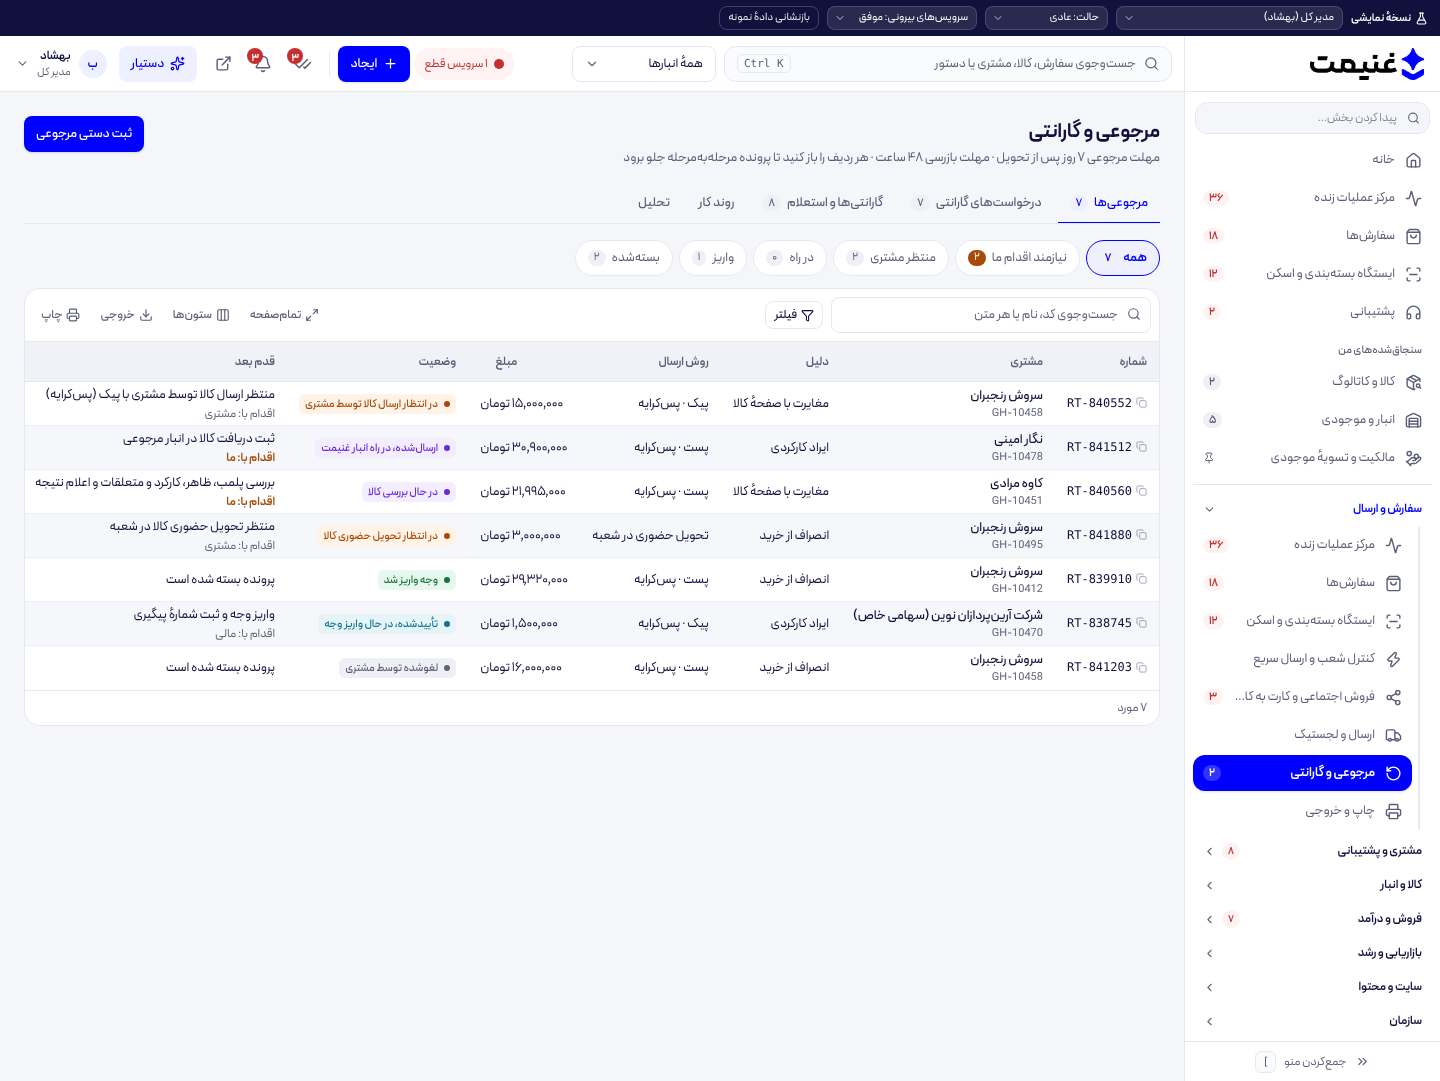 نسخهٔ نمایشی
مدیر کل (بهشاد)
حالت: عادی
سرویس‌های بیرونی: موفق
بازنشانی دادهٔ نمونه
غنیمت
جست‌وجوی سفارش، کالا، مشتری یا دستور
Ctrl K
همهٔ انبارها
۱ سرویس قطع
ایجاد
۳
۳
دستیار
ب
بهشاد
مدیر کل
پیدا کردن بخش...
خانه
مرکز عملیات زنده ۳۶
سفارش‌ها ۱۸
ایستگاه بسته‌بندی و اسکن ۱۲
پشتیبانی ۲
سنجاق‌شده‌های من
کالا و کاتالوگ ۲
انبار و موجودی ۵
مالکیت و تسویهٔ موجودی
سفارش و ارسال
مرکز عملیات زنده ۳۶
سفارش‌ها ۱۸
ایستگاه بسته‌بندی و اسکن ۱۲
کنترل شعب و ارسال سریع
فروش اجتماعی و کارت به کا... ۳
ارسال و لجستیک
مرجوعی و گارانتی ۲
چاپ و خروجی
مشتری و پشتیبانی ۸
کالا و انبار
فروش و درآمد ۷
بازاریابی و رشد
سایت و محتوا
سازمان
جمع‌کردن منو [
مرجوعی و گارانتی
مهلت مرجوعی ۷ روز پس از تحویل · مهلت بازرسی ۴۸ ساعت · هر ردیف را باز کنید تا پرونده مرحله‌به‌مرحله جلو برود
ثبت دستی مرجوعی
مرجوعی‌ها ۷
درخواست‌های گارانتی ۷
گارانتی‌ها و استعلام ۸
روند کار
تحلیل
همه ۷
نیازمند اقدام ما ۲
منتظر مشتری ۲
در راه ۰
واریز ۱
بسته‌شده ۲
جست‌وجوی کد، نام یا هر متن
فیلتر
تمام‌صفحه
ستون‌ها
خروجی
چاپ
شماره مشتری دلیل روش ارسال مبلغ وضعیت قدم بعد
RT-840552 سروش رنجبران مغایرت با صفحهٔ کالا پیک · پس‌کرایه ۱۵,۰۰۰,۰۰۰ تومان در انتظار ارسال کالا توسط مشتری منتظر ارسال کالا توسط مشتری با پیک (پس‌کرایه)
GH-10458 اقدام با: مشتری
RT-841512 نگار امینی ایراد کارکردی پست · پس‌کرایه ۳۰,۹۰۰,۰۰۰ تومان ارسال‌شده، در راه انبار غنیمت ثبت دریافت کالا در انبار مرجوعی
GH-10478 اقدام با: ما
RT-840560 کاوه مرادی مغایرت با صفحهٔ کالا پست · پس‌کرایه ۲۱,۹۹۵,۰۰۰ تومان در حال بررسی کالا بررسی پلمب، ظاهر، کارکرد و متعلقات و اعلام نتیجه
GH-10451 اقدام با: ما
RT-841880 سروش رنجبران انصراف از خرید تحویل حضوری در شعبه ۳,۰۰۰,۰۰۰ تومان در انتظار تحویل حضوری کالا منتظر تحویل حضوری کالا در شعبه
GH-10495 اقدام با: مشتری
RT-839910 سروش رنجبران انصراف از خرید پست · پس‌کرایه ۲۹,۳۲۰,۰۰۰ تومان وجه واریز شد پرونده بسته شده است
GH-10412
RT-838745 شرکت آرین‌پردازان نوین (سهامی خاص) ایراد کارکردی پیک · پس‌کرایه ۱,۵۰۰,۰۰۰ تومان تأییدشده، در حال واریز وجه واریز وجه و ثبت شمارهٔ پیگیری
GH-10470 اقدام با: مالی
RT-841203 سروش رنجبران انصراف از خرید پست · پس‌کرایه ۱۶,۰۰۰,۰۰۰ تومان لغوشده توسط مشتری پرونده بسته شده است
GH-10458
۷ مورد